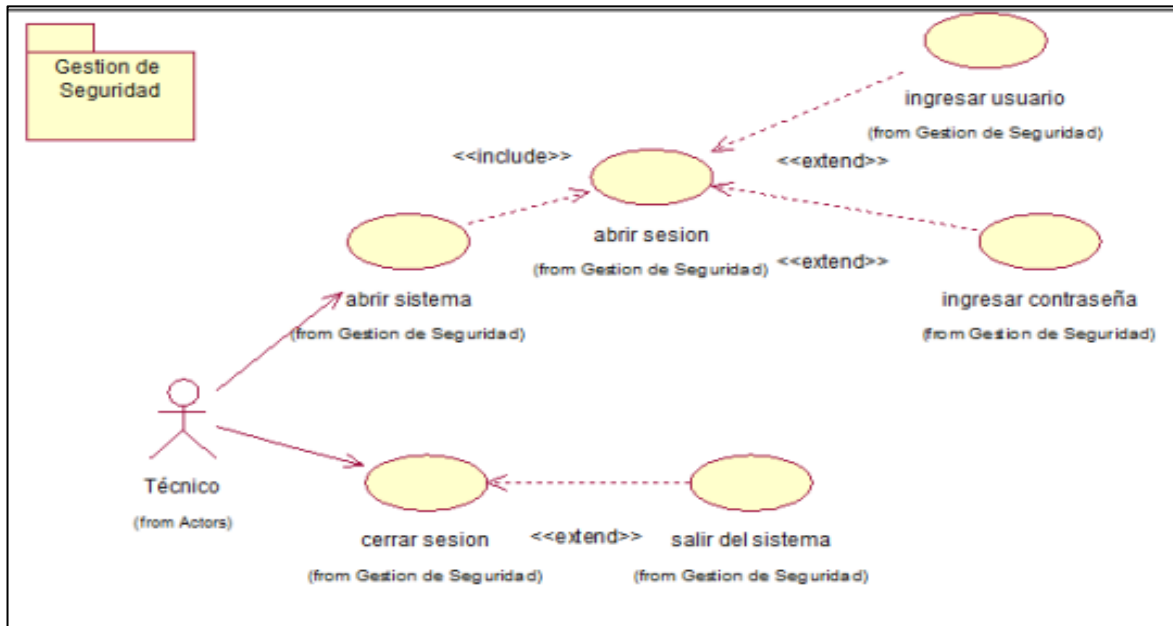 Gestion de
Seguridad
ingresar usuario
(from Gestion de Seguridad)
<<include>>
<<extend>>
abrir sesion
(from Gestion de Seguridad)
<<extend>>
abrir sistema
(from Gestion de Seguridad)
ingresar contraseña
(from Gestion de Seguridad)
Técnico
(from Actors)
cerrar sesion
(from Gestion de Seguridad)
<<extend>>
salir del sistema
(from Gestion de Seguridad)